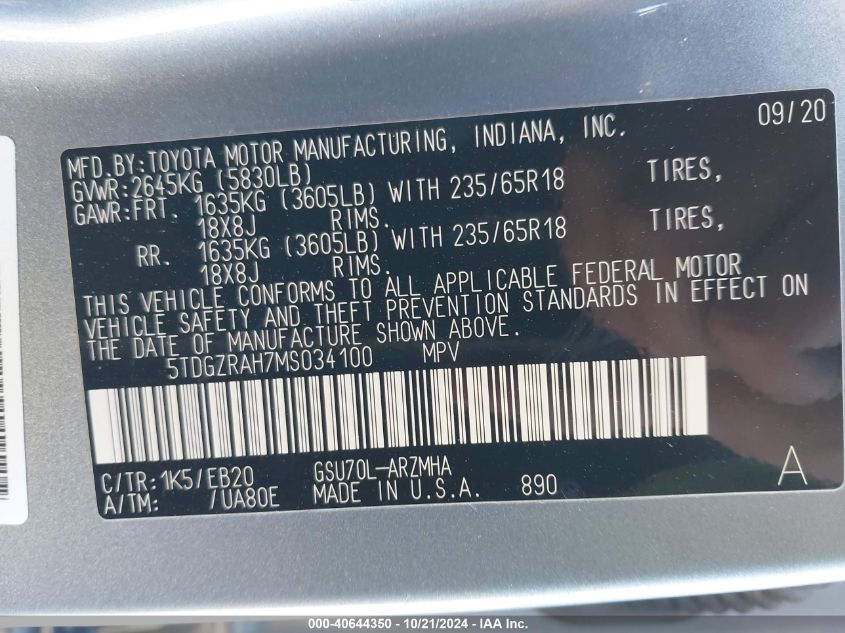 09/20
MFD.BY:TOYOTA MOTOR MANUFACTURING, INDIANA, INC.
GVWR:2645KG (5830LB)
GAWR:FRT. 1635KG (3605LB) WITH 235/65R18 TIRES,
18X8J RIMS.
RR. 1635KG (3605LB) WITH 235/65R18 TIRES,
18X8J RIMS.
THIS VEHICLE CONFORMS TO ALL APPLICABLE FEDERAL MOTOR
VEHICLE SAFETY AND THEFT PREVENTION STANDARDS IN EFFECT ON
THE DATE OF MANUFACTURE SHOWN ABOVE.
5TDGZRAH7MS034100 MPV
C/TR:1K5/EB20 GSU70L-ARZMHA
A/TM: /UA80E MADE IN U.S.A. 890 A
000-40644350 - 10/21/2024 - IAA Inc.